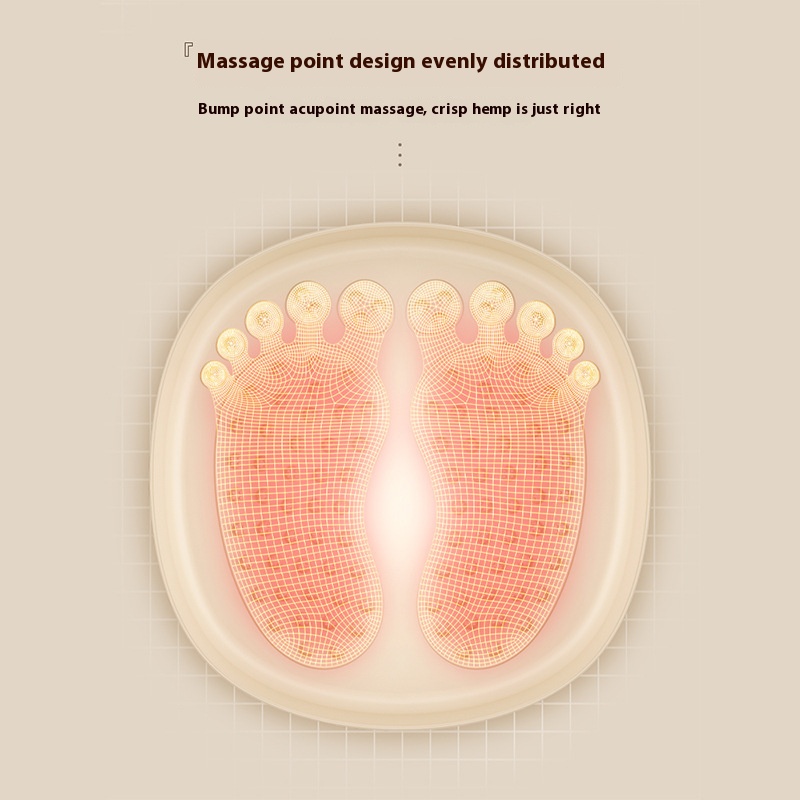 『Massage point design evenly distributed
Bump point acupoint massage, crisp hemp is just right